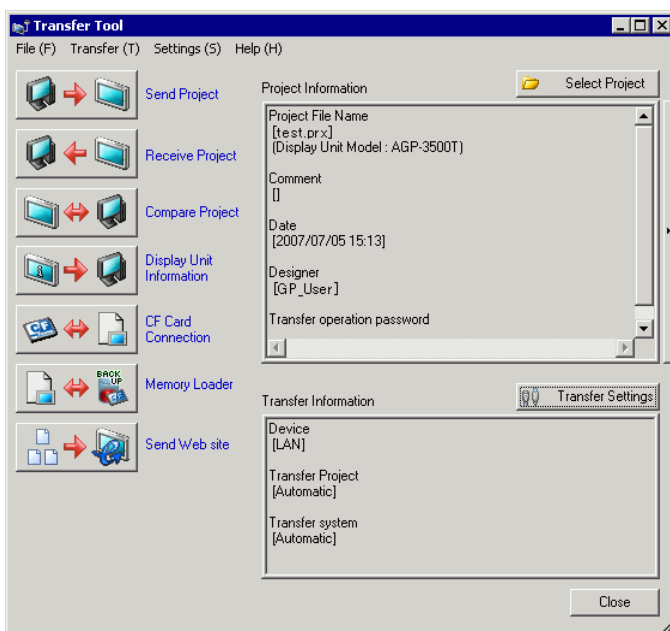 Transfer Tool
File (F) Transfer (T) Settings (S) Help (H)
Send Project
Receive Project
Compare Project
Display Unit
Information
CF Card
Connection
BACK
UP
Memory Loader
Send Web site
Project Information
Select Project
Project File Name
[test.prx]
(Display Unit Model : AGP-3500T)
Comment
[]
Date
[2007/07/05 15:13]
Designer
[GP_User]
Transfer operation password
Transfer Information
Transfer Settings
Device
[LAN]
Transfer Project
[Automatic]
Transfer system
[Automatic]
Close